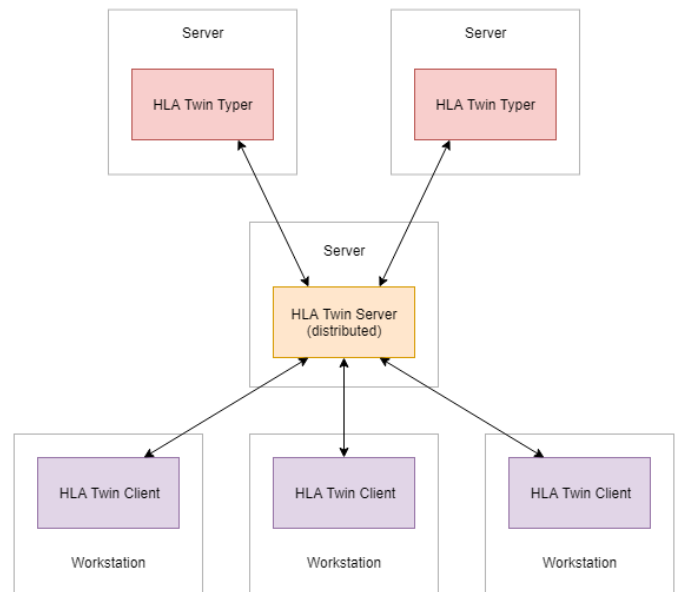 Server
Server
HLA Twin Typer
HLA Twin Typer
Server
HLA Twin Server
(distributed)
HLA Twin Client
HLA Twin Client
HLA Twin Client
Workstation
Workstation
Workstation